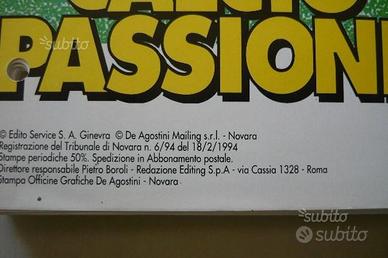 CALCIO
PASSION
© Edito Service S. A. Ginevra © De Agostini Mailing s.r.l. - Novara
Registrazione del Tribunale di Novara n. 6/94 del 18/2/1994
Stampe periodiche 50%. Spedizione in Abbonamento postale.
Direttore responsabile Pietro Boroli - Redazione Editing S.p.A - via Cassia 1328 - Roma
Stampa Officine Grafiche De Agostini - Novara
subito
subito
subito